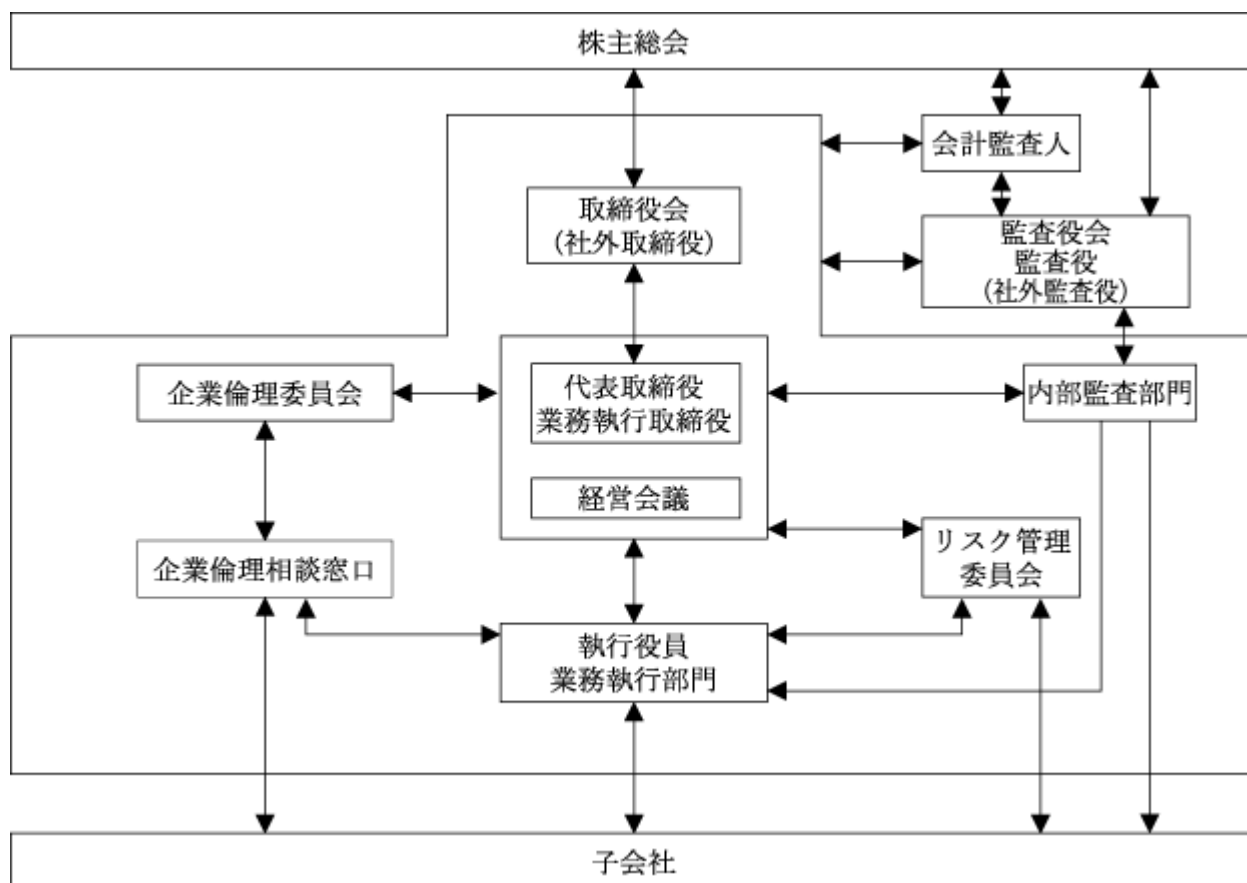 株主総会
会計監査人
取締役会
(社外取締役)
監査役会
監査役
(社外監査役)
企業倫理委員会
代表取締役
業務執行取締役
内部監査部門
経営会議
リスク管理
委員会
企業倫理相談窓口
執行役員
業務執行部門
子会社